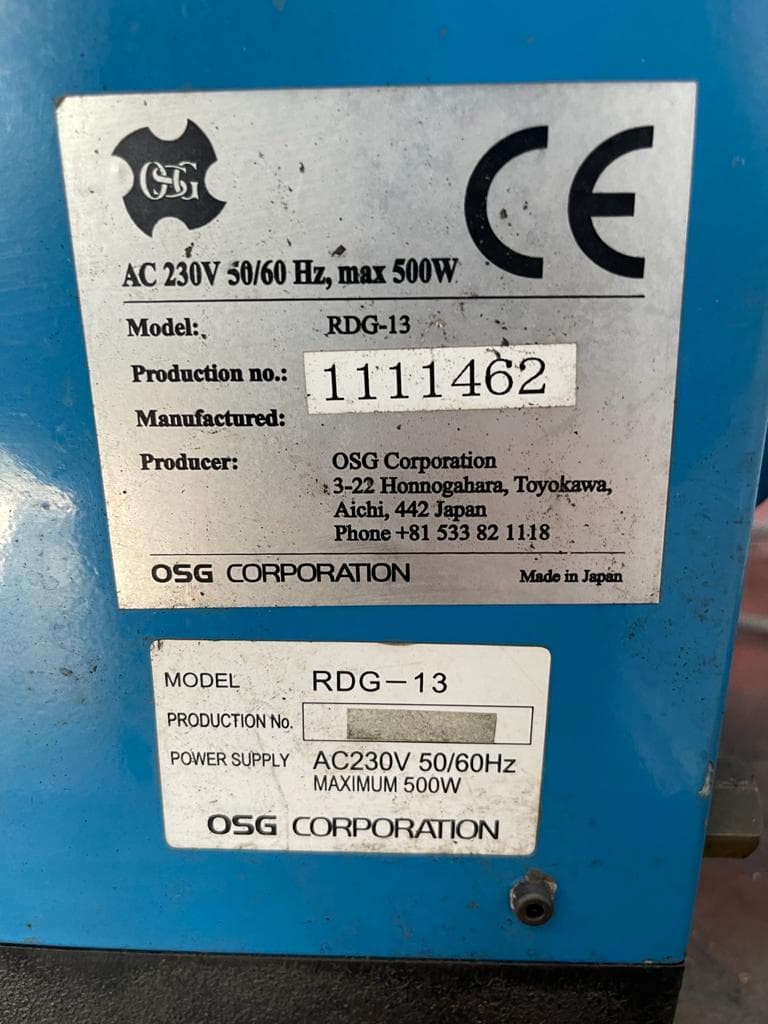 OSG
CE
AC 230V 50/60 Hz, max 500W
Model: RDG-13
Production no.: 1111462
Manufactured:
Producer: OSG Corporation
3-22 Honnogahara, Toyokawa,
Aichi, 442 Japan
Phone +81 533 82 1118
OSG CORPORATION Made in Japan
MODEL RDG-13
PRODUCTION No.
POWER SUPPLY AC230V 50/60Hz
MAXIMUM 500W
OSG CORPORATION